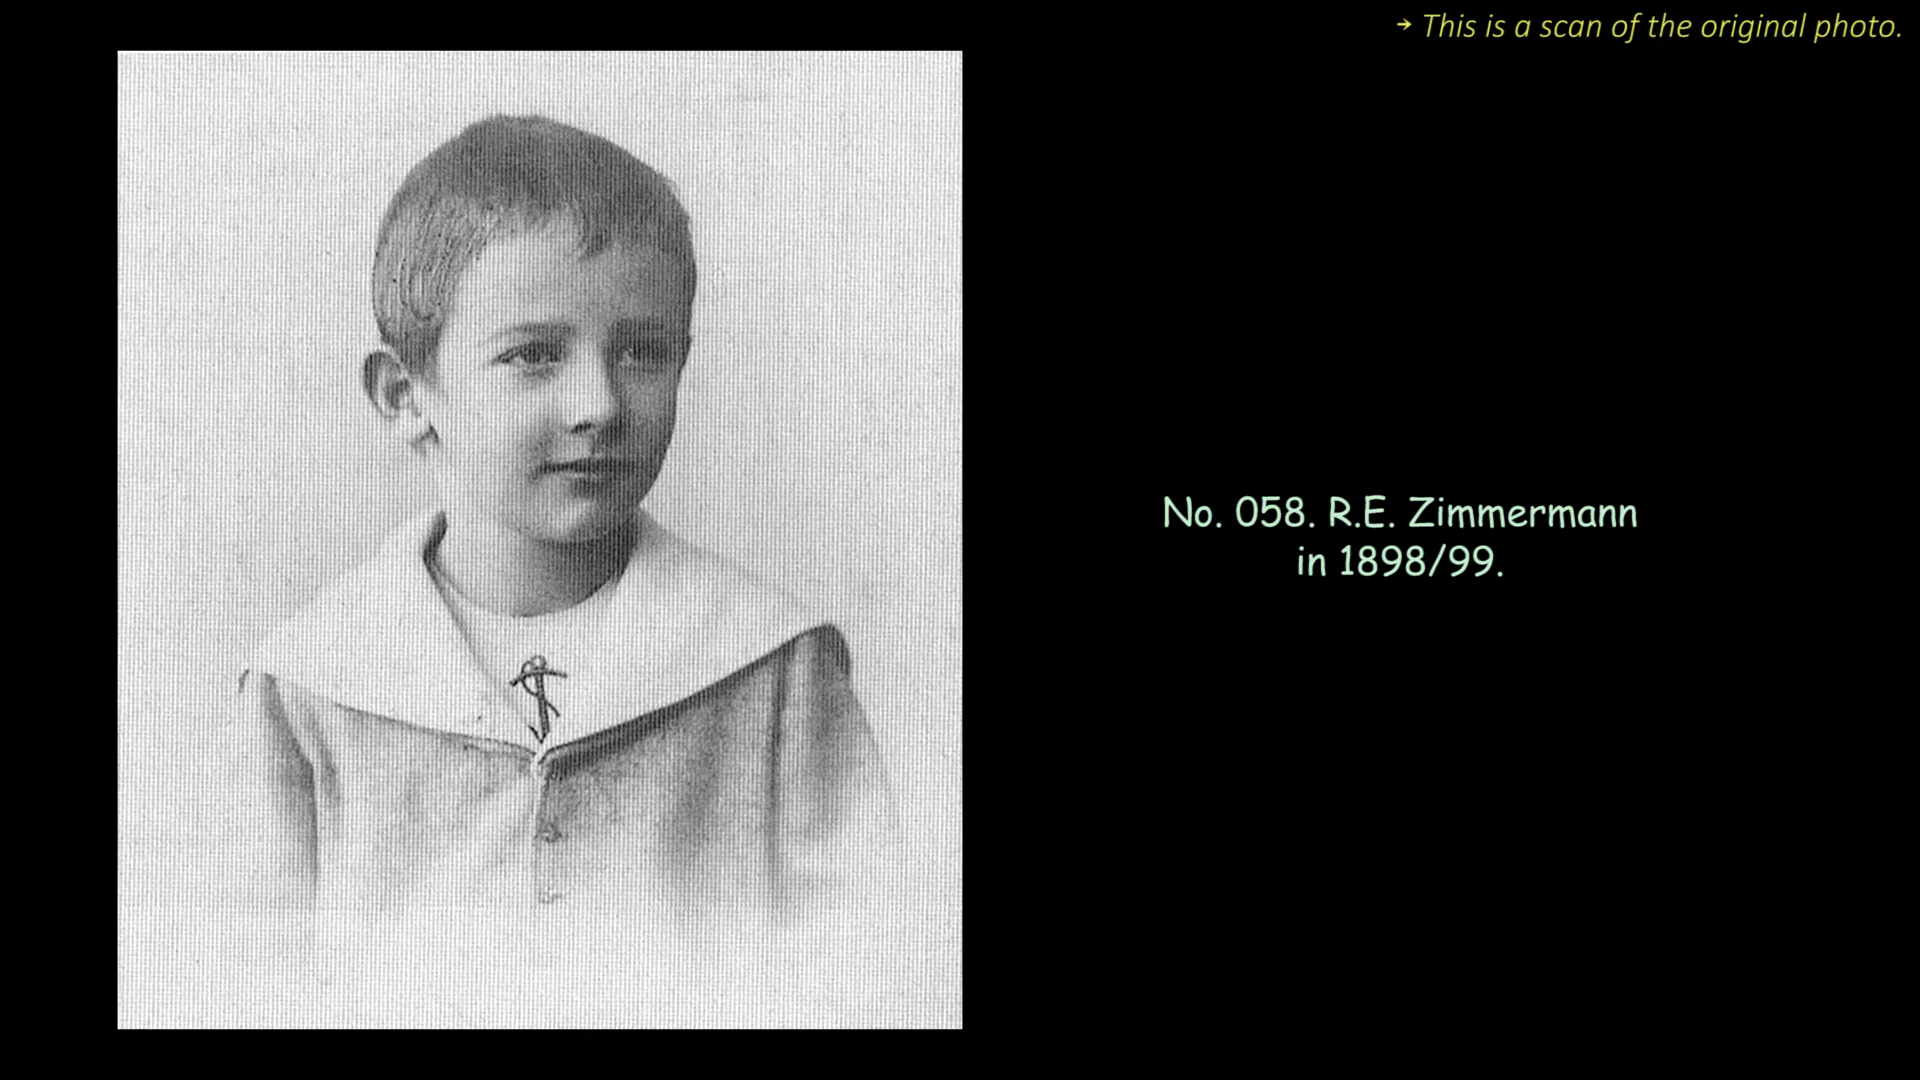 → This is a scan of the original photo.
No. 058. R.E. Zimmermann
in 1898/99.